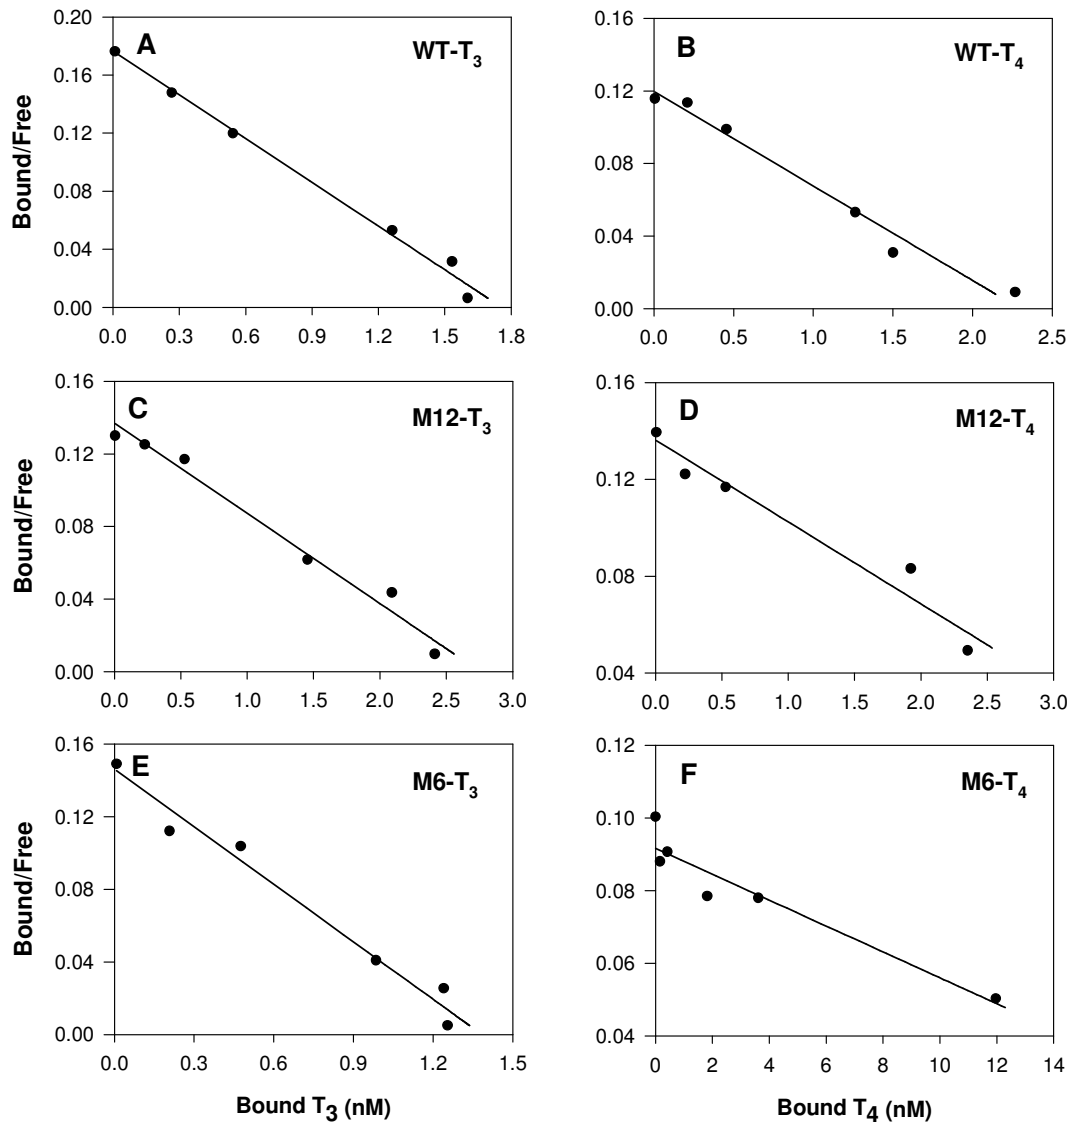 0.20
0.16
0.12
0.08
0.04
0.00
Bound/Free
A
WT-T3
0.0 0.3 0.6 0.9 1.2 1.5 1.8
0.16
0.12
0.08
0.04
0.00
B
WT-T4
0.0 0.5 1.0 1.5 2.0 2.5
0.16
0.12
0.08
0.04
0.00
Bound/Free
C
M12-T3
0.0 0.5 1.0 1.5 2.0 2.5 3.0
0.16
0.12
0.08
0.04
D
M12-T4
0.0 0.5 1.0 1.5 2.0 2.5 3.0
0.16
0.12
0.08
0.04
0.00
Bound/Free
E
M6-T3
0.0 0.3 0.6 0.9 1.2 1.5
Bound T3 (nM)
0.12
0.10
0.08
0.06
0.04
F
M6-T4
0 2 4 6 8 10 12 14
Bound T4 (nM)